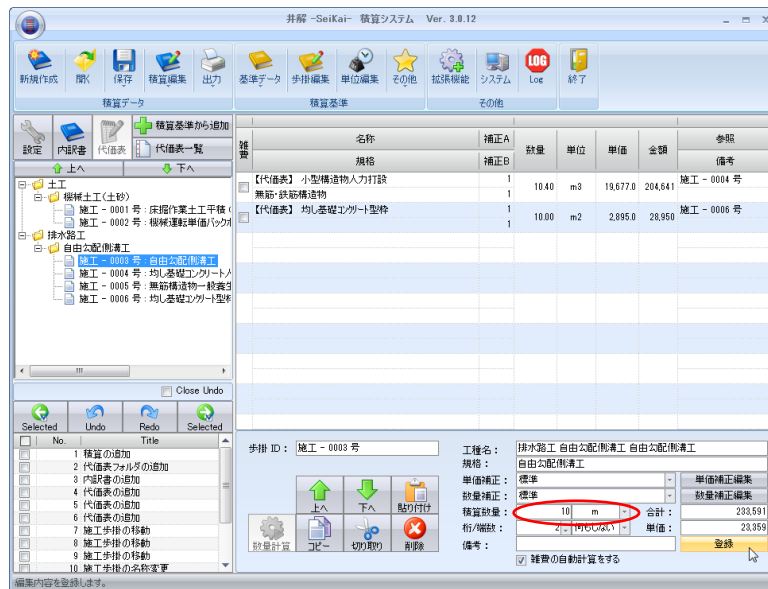 井解 -SeiKai- 積算システム Ver. 3.0.12
新規作成 開く 保存 積算編集 出力 基準データ 歩掛編集 単位編集 その他 拡張機能 システム Log 終了
LOG
積算データ 積算基準 その他
設定 内訳書 代価表 積算基準から追加
代価表一覧
上へ 下へ
土工
機械土工(土砂)
施工 - 0001 号 : 床掘作業土工平積
施工 - 0002 号 : 機械運転単価バックホ
排水路工
自由勾配側溝工
施工 - 0003 号 : 自由勾配側溝工
施工 - 0004 号 : 均し基礎コンクリート人
施工 - 0005 号 : 無筋構造物一般養生
施工 - 0006 号 : 均し基礎エンクリート型枠
Close Undo
Selected Undo Redo Selected
No. Title
1 積算の追加
2 代価表フォルダの追加
3 内訳書の追加
4 代価表の追加
5 代価表の追加
6 代価表の追加
7 施工歩掛の移動
8 施工歩掛の移動
9 施工歩掛の移動
10 施工歩掛の名称変更
雑費 名称 補正A 数量 単位 単価 金額 参照
規格 補正B 備考
【代価表】 小型構造物人力打設 1 10.40 m3 19,677.0 204,641 施工 - 0004 号
無筋・鉄筋構造物 1
【代価表】 均し基礎エンクリート型枠 1 10.00 m2 2,895.0 28,950 施工 - 0006 号
1
歩掛 ID : 施工 - 0003 号
上へ 下へ 貼り付け
数量計算 コピー 切り取り 削除
工種名 : 排水路工 自由勾配側溝工 自由勾配側溝工
規格 : 自由勾配側溝工
単価補正 : 標準 単価補正編集
数量補正 : 標準 数量補正編集
積算数量 : 10 m 合計 : 233,591
桁/端数 : 2 何もしない 単価 : 23,359
備考 : 登録
雑費の自動計算をする
編集内容を登録します。